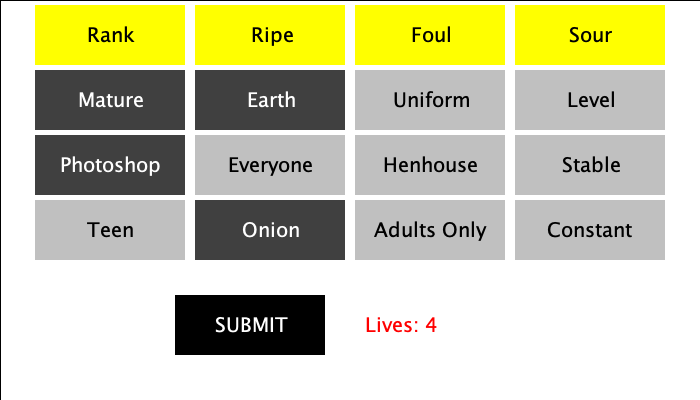 Rank Ripe Foul Sour
Mature Earth Uniform Level
Photoshop Everyone Henhouse Stable
Teen Onion Adults Only Constant
SUBMIT Lives: 4